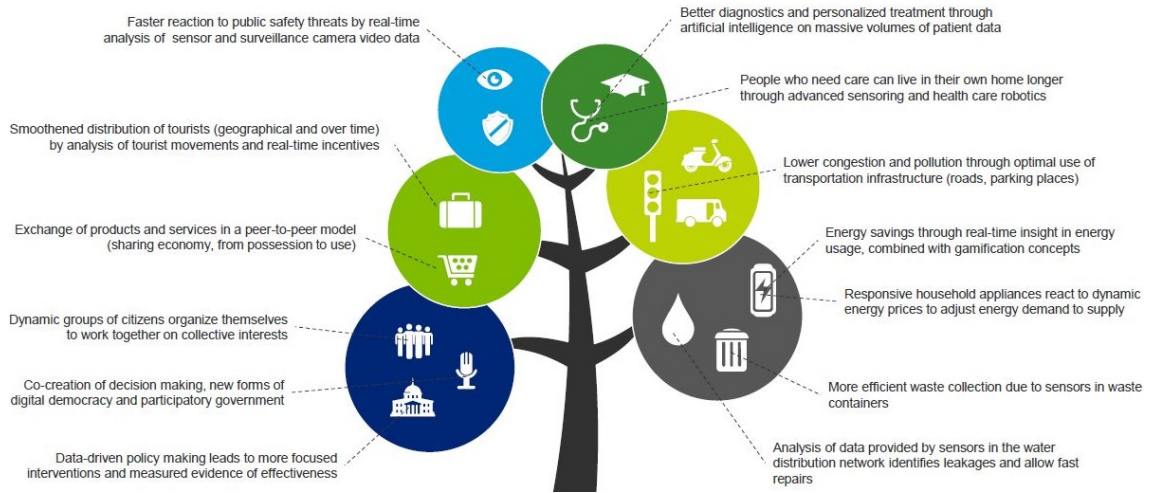 Faster reaction to public safety threats by real-time
analysis of sensor and surveillance camera video data
Smoothened distribution of tourists (geographical and over time)
by analysis of tourist movements and real-time incentives
Exchange of products and services in a peer-to-peer model
(sharing economy, from possession to use)
Dynamic groups of citizens organize themselves
to work together on collective interests
Co-creation of decision making, new forms of
digital democracy and participatory government
Data-driven policy making leads to more focused
interventions and measured evidence of effectiveness
Better diagnostics and personalized treatment through
artificial intelligence on massive volumes of patient data
People who need care can live in their own home longer
through advanced sensoring and health care robotics
Lower congestion and pollution through optimal use of
transportation infrastructure (roads, parking places)
Energy savings through real-time insight in energy
usage, combined with gamification concepts
Responsive household appliances react to dynamic
energy prices to adjust energy demand to supply
More efficient waste collection due to sensors in waste
containers
Analysis of data provided by sensors in the water
distribution network identifies leakages and allow fast
repairs